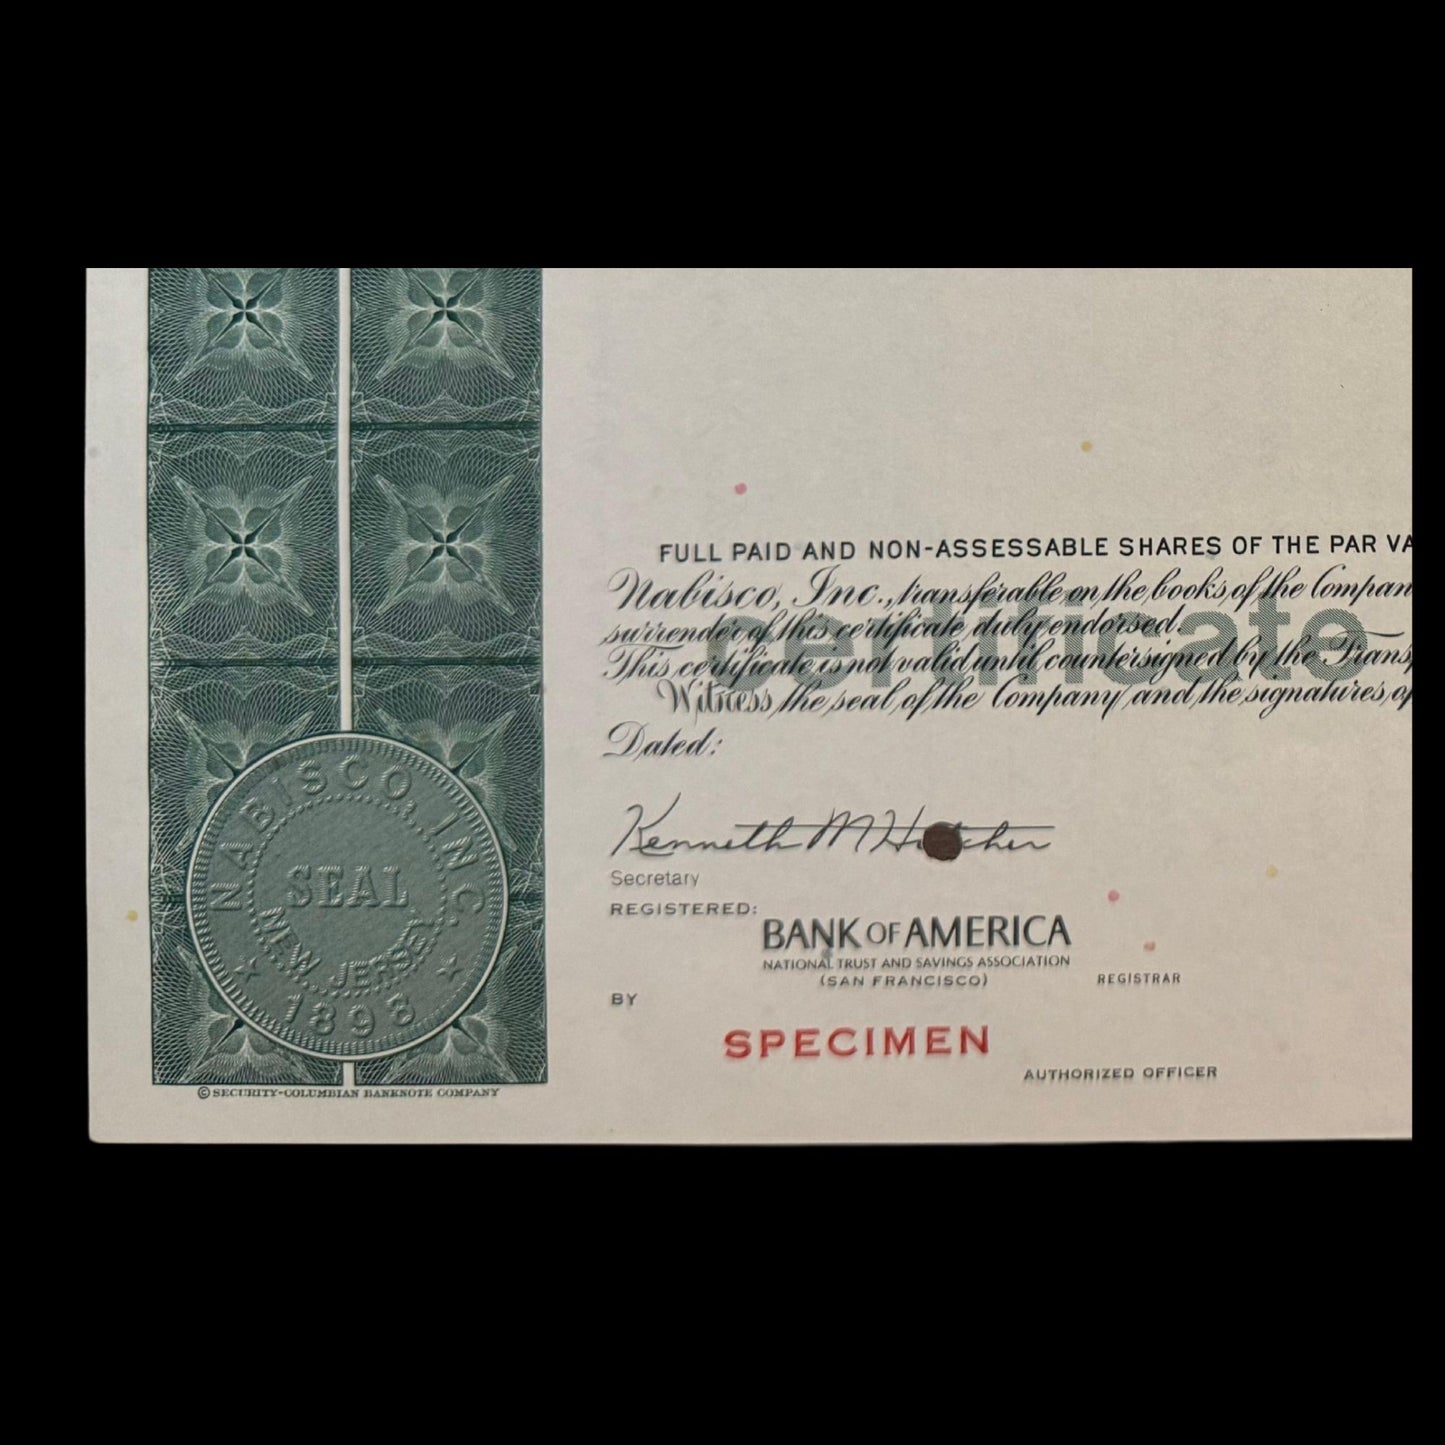 FULL PAID AND NON-ASSESSABLE SHARES OF THE PAR VA
Nabisco, Inc., transferable on the books of the Compan
certificate
surrender of this certificate duly endorsed.
This certificate is not valid until countersigned by the Trans
Witness the seal of the Company and the signatures of
Dated:
Kenneth M Hatcher
Secretary
REGISTERED:
BANK OF AMERICA
NATIONAL TRUST AND SAVINGS ASSOCIATION
(SAN FRANCISCO)
REGISTRAR
BY
SPECIMEN
AUTHORIZED OFFICER
NABISCO, INC.
SEAL
NEW JERSEY
1898
© SECURITY-COLUMBIAN BANKNOTE COMPANY